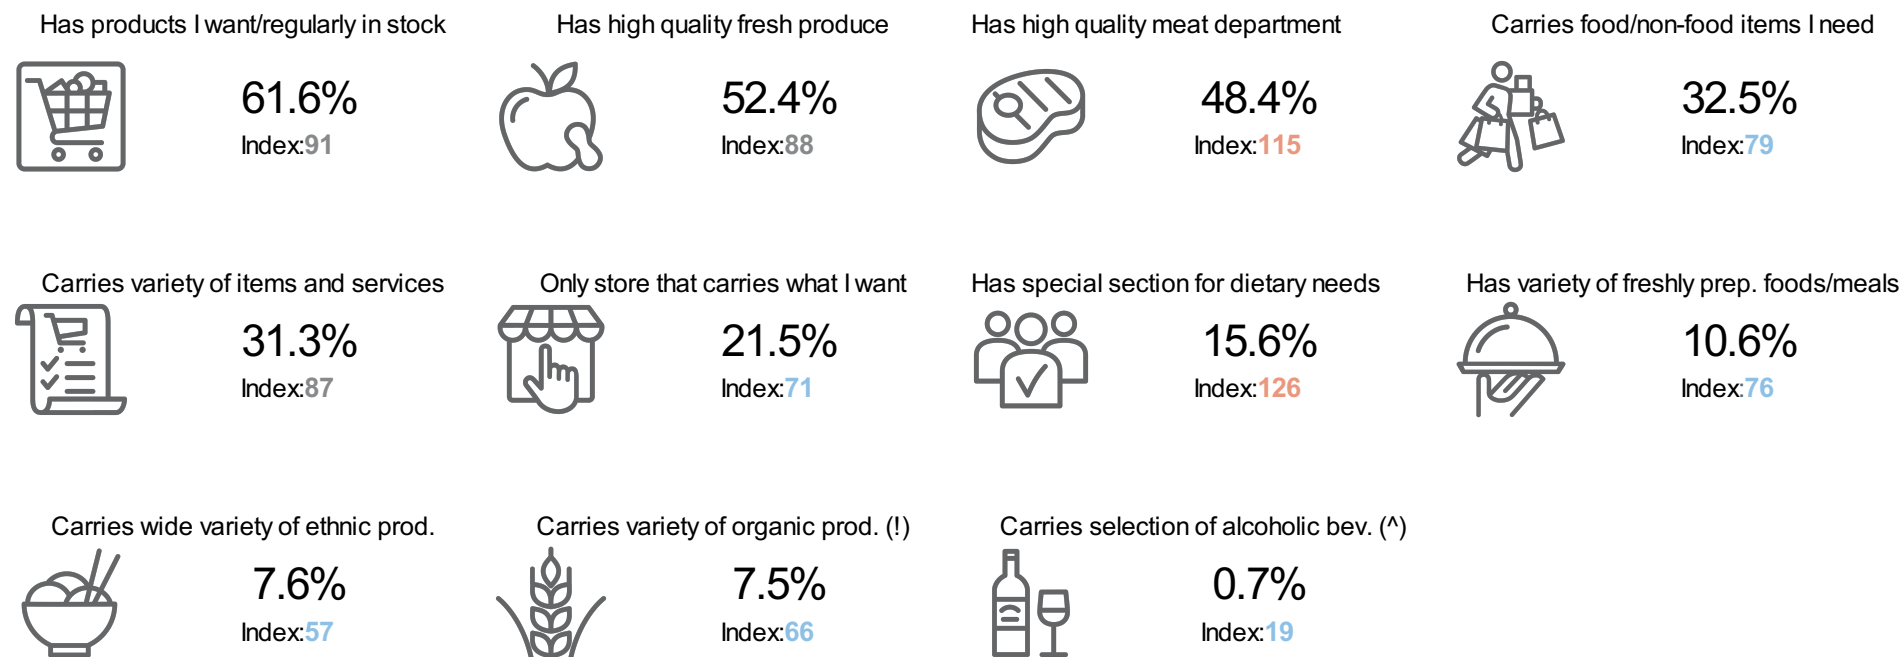 Has products I want/regularly in stock
61.6%
Index:91
Has high quality fresh produce
52.4%
Index:88
Has high quality meat department
48.4%
Index:115
Carries food/non-food items I need
32.5%
Index:79
Carries variety of items and services
31.3%
Index:87
Only store that carries what I want
21.5%
Index:71
Has special section for dietary needs
15.6%
Index:126
Has variety of freshly prep. foods/meals
10.6%
Index:76
Carries wide variety of ethnic prod.
7.6%
Index:57
Carries variety of organic prod. (!)
7.5%
Index:66
Carries selection of alcoholic bev. (^)
0.7%
Index:19